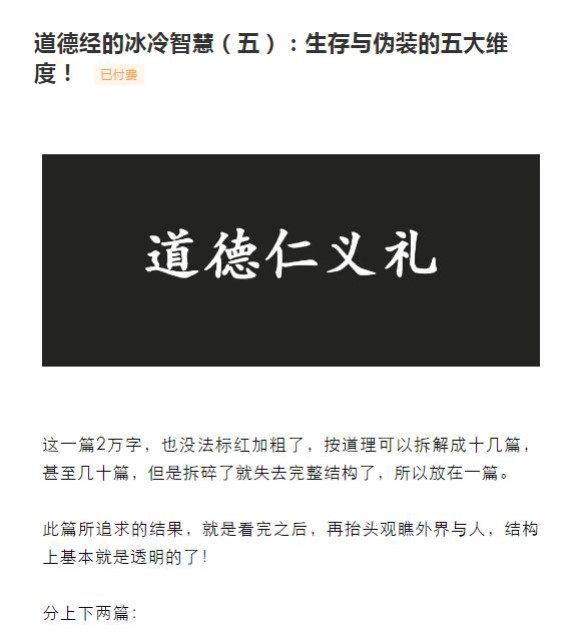 道德经的冰冷智慧（五）：生存与伪装的五大维
度！ 已付费
道德仁义礼
这一篇2万字，也没法标红加粗了，按道理可以拆解成十几篇，
甚至几十篇，但是拆碎了就失去完整结构了，所以放在一篇。
此篇所追求的结果，就是看完之后，再抬头观瞧外界与人，结构
上基本就是透明的了！
分上下两篇：